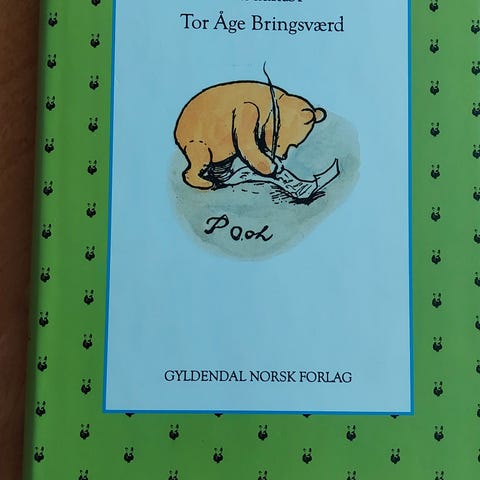 Tor Åge Bringsværd
Pooh
GYLDENDAL NORSK FORLAG